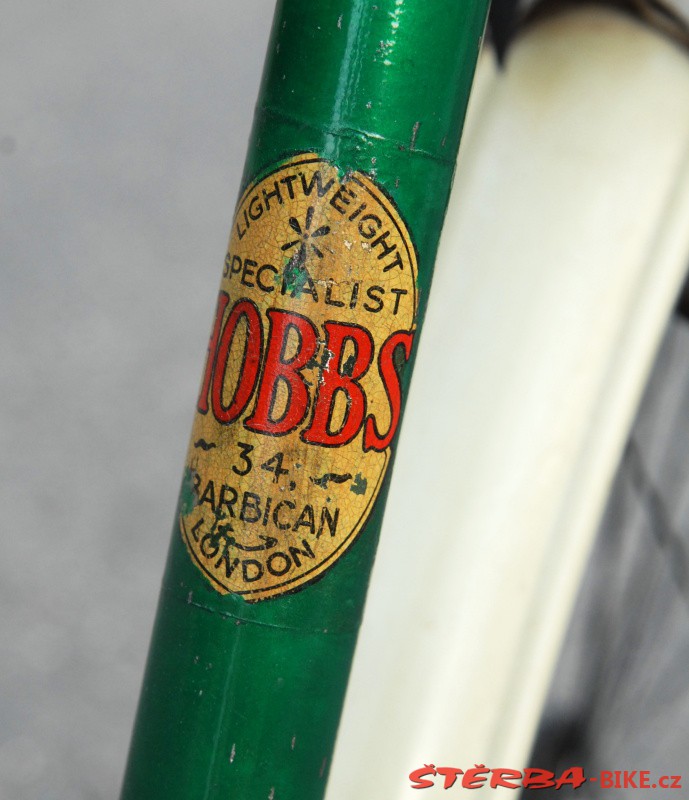 LIGHTWEIGHT
SPECIALIST
HOBBS
34,
BARBICAN
LONDON
ŠTĚRBA-BIKE.cz